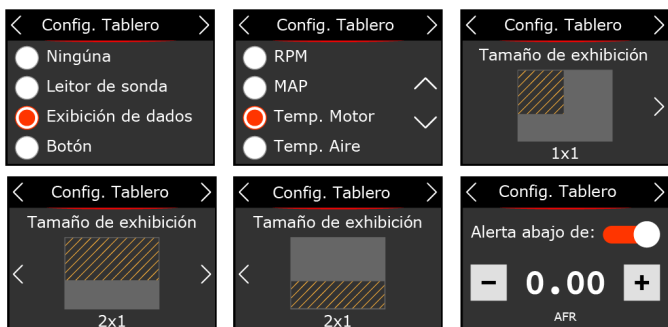 Config. Tablero
Ningúna
Leitor de sonda
Exibición de dados
Botón
Config. Tablero
RPM
MAP
Temp. Motor
Temp. Aire
Config. Tablero
Tamaño de exhibición
1x1
Config. Tablero
Tamaño de exhibición
2x1
Config. Tablero
Tamaño de exhibición
2x1
Config. Tablero
Alerta abajo de:
- 0.00 +
AFR